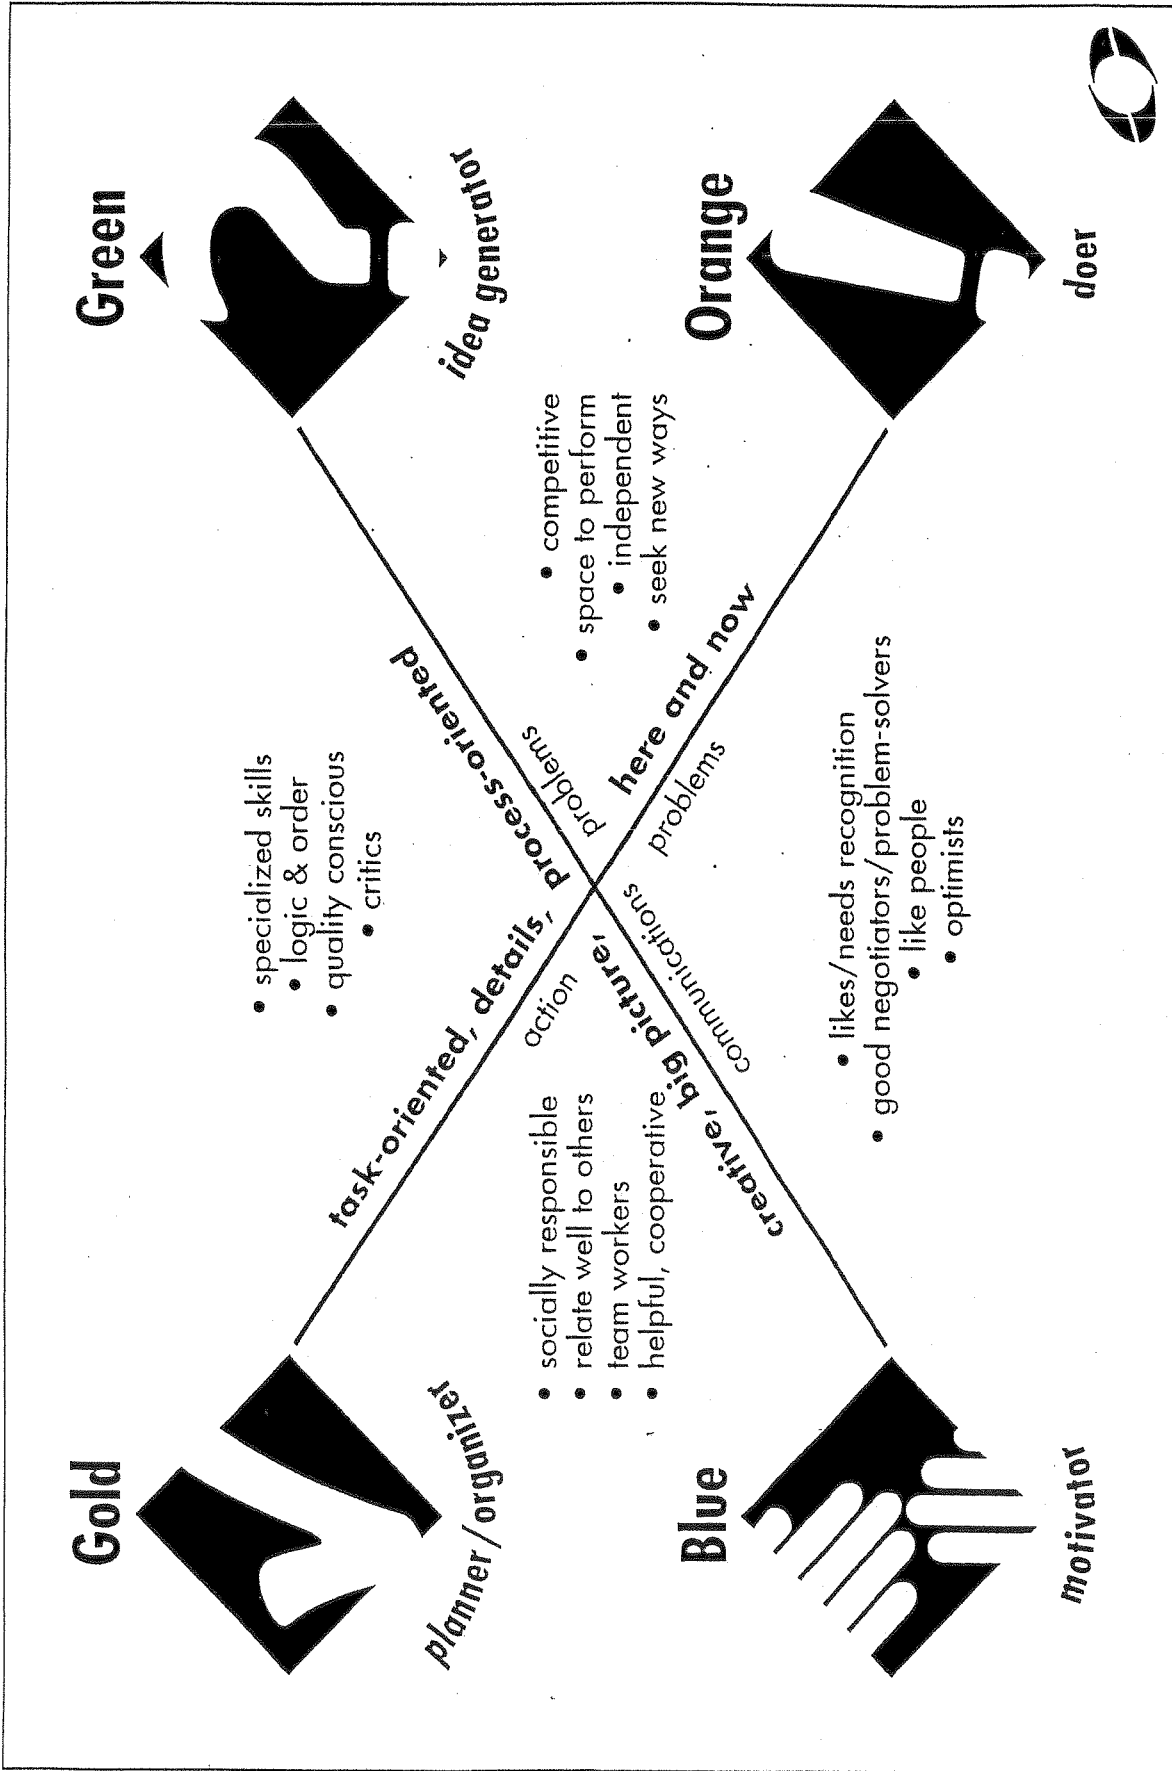 Gold
Green
• specialized skills
• logic & order
• quality conscious
• critics
planner/organizer
idea generator
task-oriented, details, process-oriented
action
problems
• socially responsible
• relate well to others
• team workers
• helpful, cooperative
• competitive
• space to perform
• independent
• seek new ways
creative, big picture, here and now
communications
problems
Blue
Orange
• likes/needs recognition
• good negotiators/problem-solvers
• like people
• optimists
motivator
doer